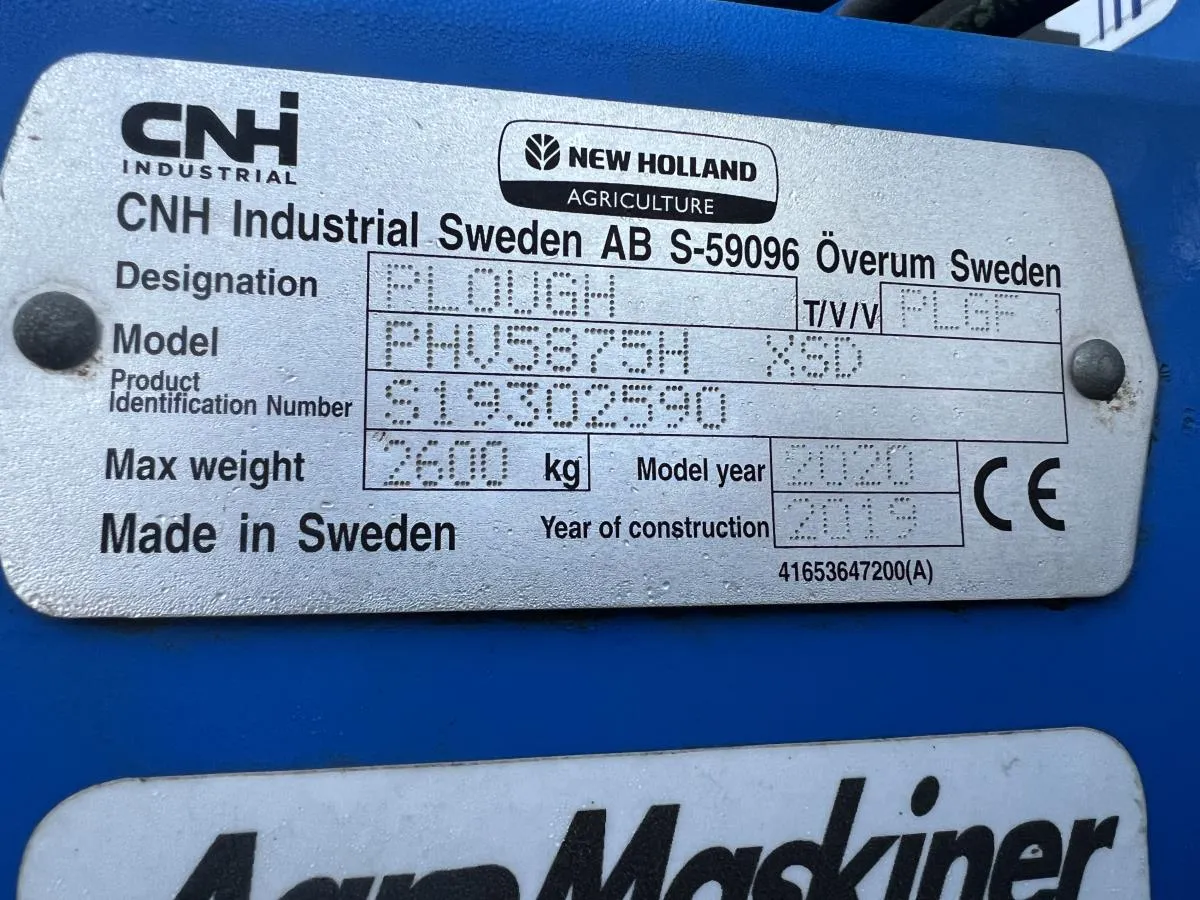 CNH
INDUSTRIAL
NEW HOLLAND
AGRICULTURE
CNH Industrial Sweden AB S-59096 Överum Sweden
Designation PLOUGH T/V/V PLGF
Model PHV5875H XSD
Product
Identification Number S19302590
Max weight 2600 kg Model year 2020
Made in Sweden Year of construction 2019
CE
41653647200(A)
Agro Maskiner